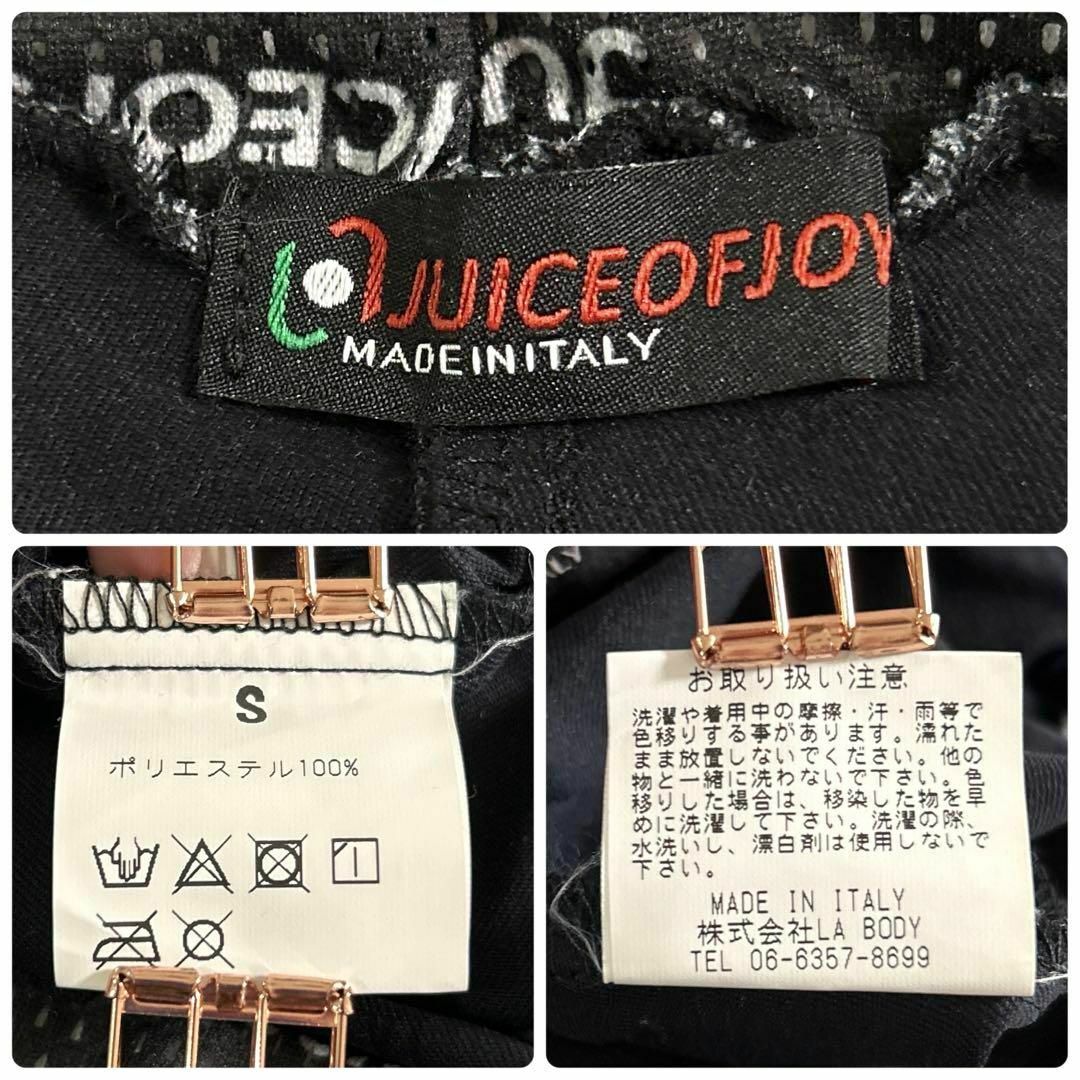 JUICEO
JUICEOFJOY
MADE IN ITALY
S
ポリエステル100%
お取り扱い注意
洗濯や着用中の摩擦・汗・雨等で
色移りする事があります。濡れた
まま放置しないでください。他の
物と一緒に洗わないで下さい。色
移りした場合は、移染した物を早
めに洗濯して下さい。洗濯の際、
水洗いし、漂白剤は使用しないで
下さい。
MADE IN ITALY
株式会社LA BODY
TEL 06-6357-8699